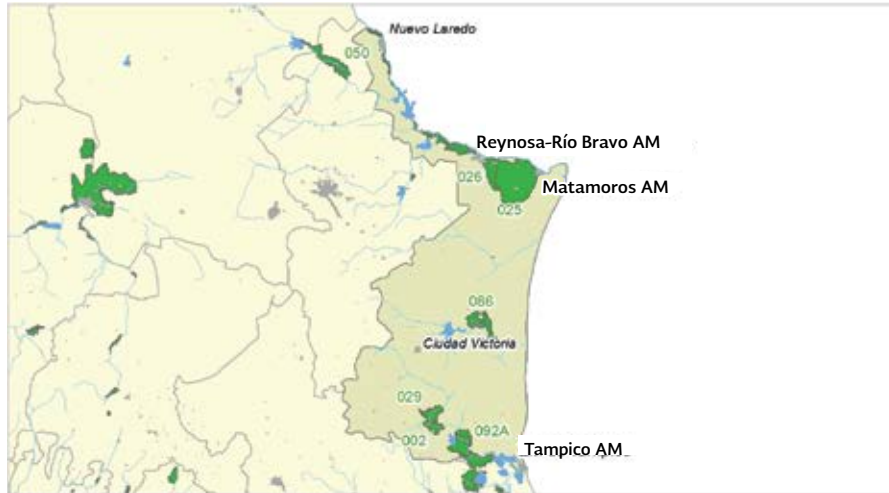 Nuevo Laredo
050
Reynosa-Río Bravo AM
026
Matamoros AM
025
086
Ciudad Victoria
029
092A
002
Tampico AM